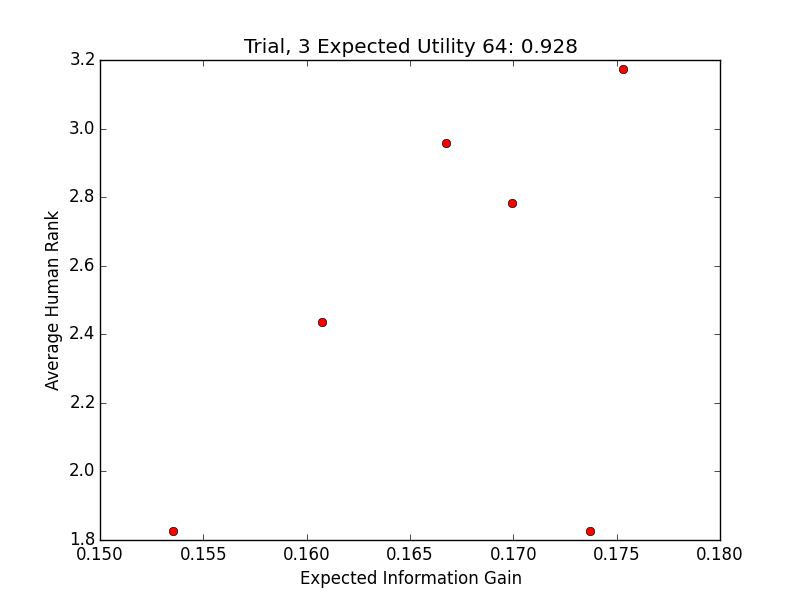 Trial, 3 Expected Utility 64: 0.928
3.2
3.0
2.8
2.6
2.4
2.2
2.0
1.8
Average Human Rank
0.150 0.155 0.160 0.165 0.170 0.175 0.180
Expected Information Gain